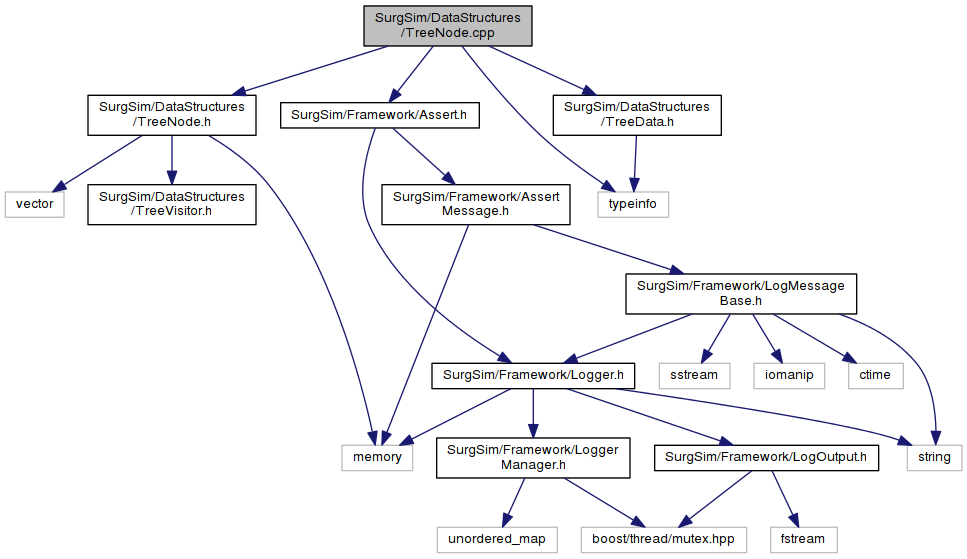 SurgSim/DataStructures
/TreeNode.cpp
SurgSim/DataStructures
/TreeNode.h
SurgSim/Framework/Assert.h
SurgSim/DataStructures
/TreeData.h
vector
SurgSim/DataStructures
/TreeVisitor.h
SurgSim/Framework/Assert
Message.h
typeinfo
SurgSim/Framework/LogMessage
Base.h
SurgSim/Framework/Logger.h
sstream
iomanip
ctime
memory
SurgSim/Framework/Logger
Manager.h
SurgSim/Framework/LogOutput.h
string
unordered_map
boost/thread/mutex.hpp
fstream